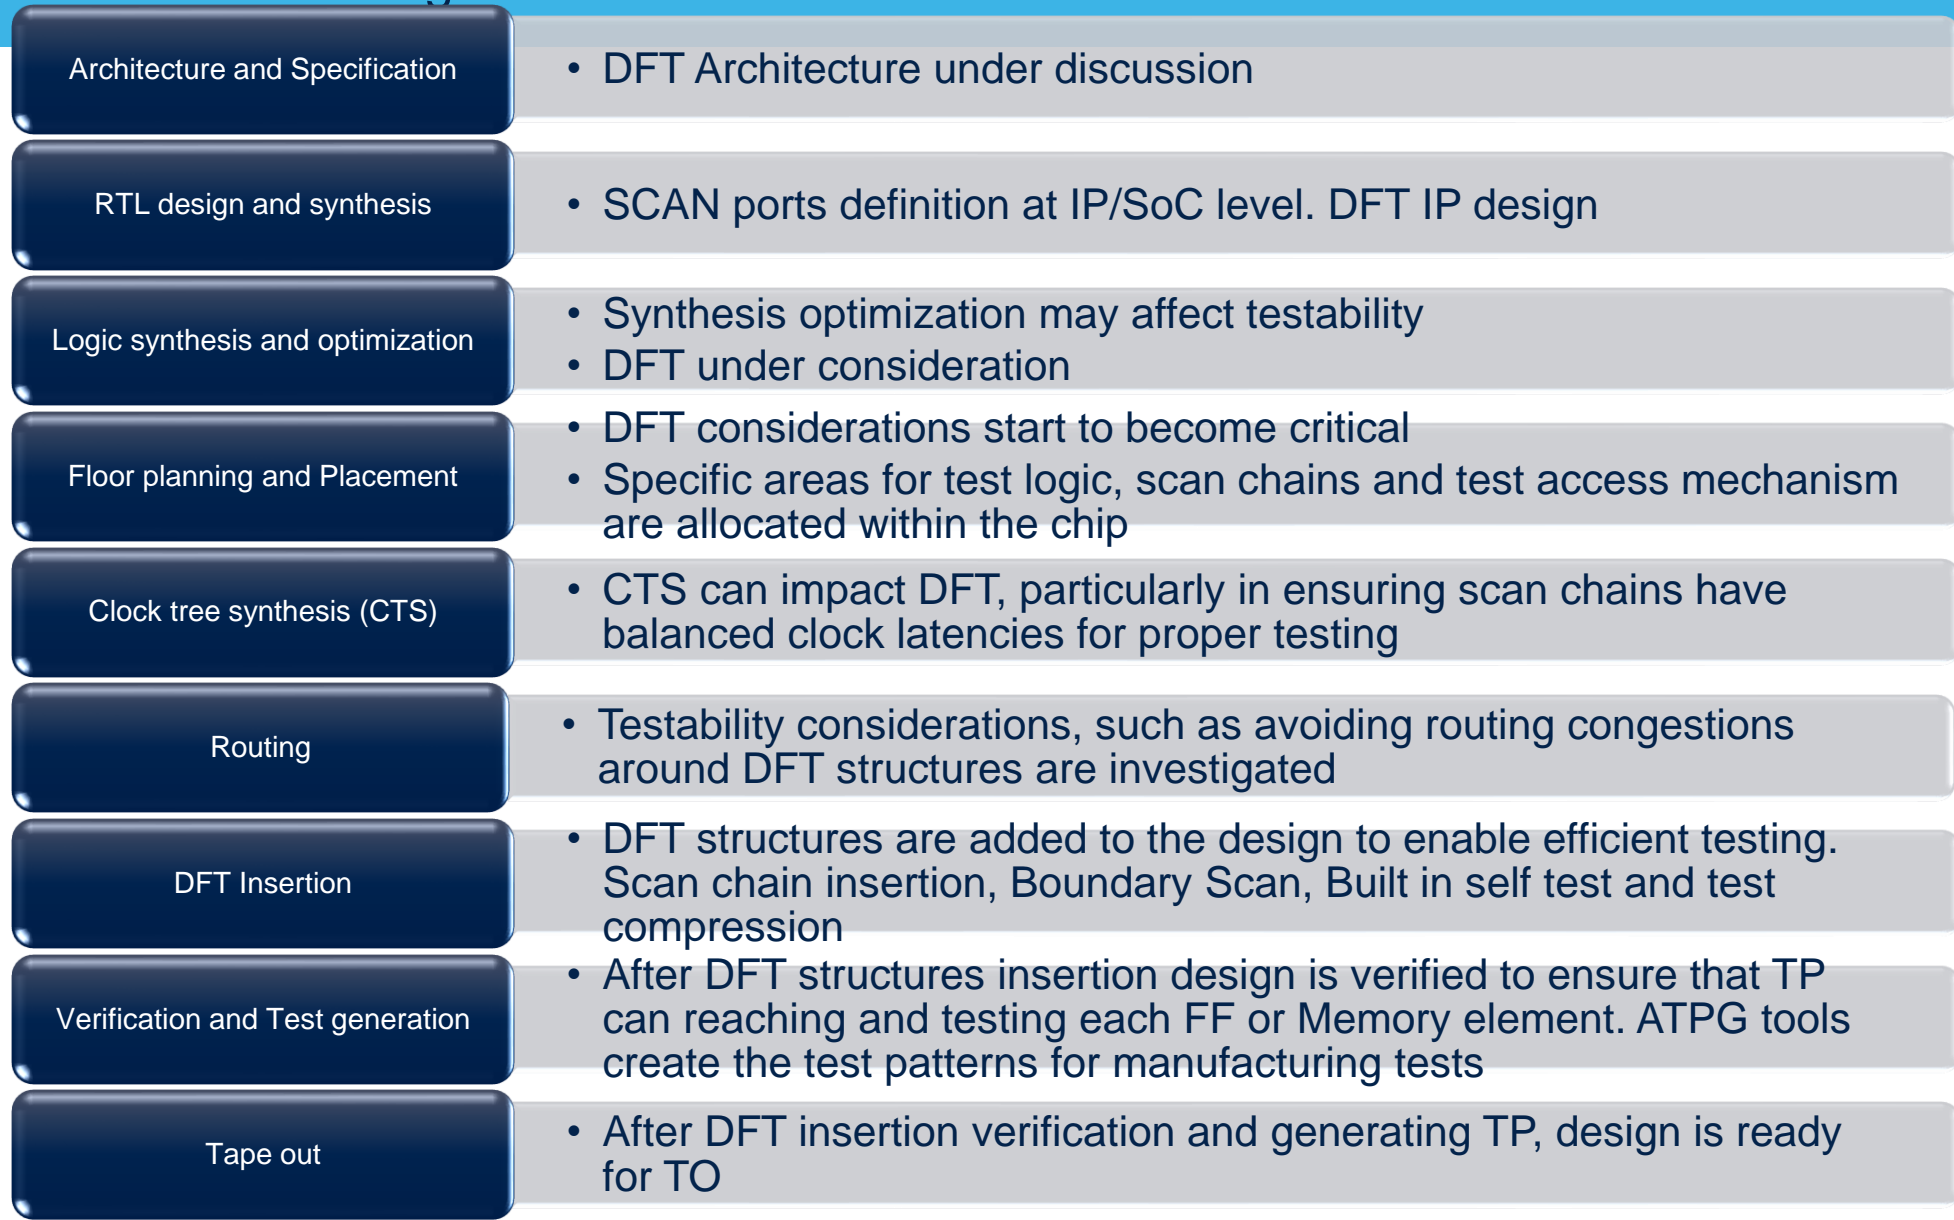 Architecture and Specification
• DFT Architecture under discussion
RTL design and synthesis
• SCAN ports definition at IP/SoC level. DFT IP design
Logic synthesis and optimization
• Synthesis optimization may affect testability
• DFT under consideration
Floor planning and Placement
• DFT considerations start to become critical
• Specific areas for test logic, scan chains and test access mechanism
are allocated within the chip
Clock tree synthesis (CTS)
• CTS can impact DFT, particularly in ensuring scan chains have
balanced clock latencies for proper testing
Routing
• Testability considerations, such as avoiding routing congestions
around DFT structures are investigated
DFT Insertion
• DFT structures are added to the design to enable efficient testing.
Scan chain insertion, Boundary Scan, Built in self test and test
compression
Verification and Test generation
• After DFT structures insertion design is verified to ensure that TP
can reaching and testing each FF or Memory element. ATPG tools
create the test patterns for manufacturing tests
Tape out
• After DFT insertion verification and generating TP, design is ready
for TO